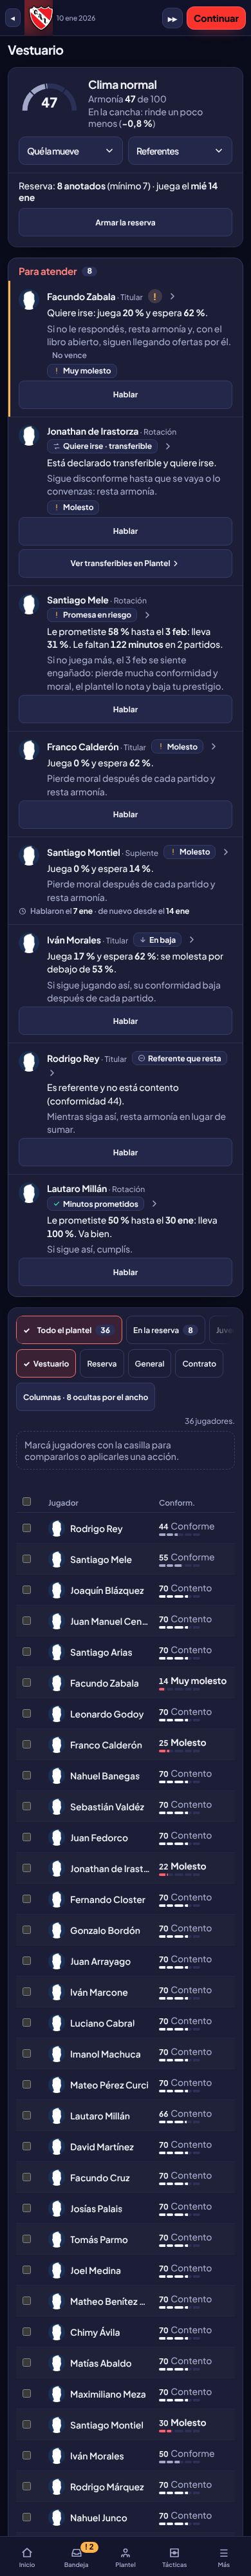 10 ene 2026
Continuar
Vestuario
47
Clima normal
Armonía 47 de 100
En la cancha: rinde un poco
menos (−0,8 %)
Qué la mueve
Referentes
Reserva: 8 anotados (mínimo 7) · juega el mié 14
ene
Armar la reserva
Para atender 8
Facundo Zabala · Titular !
Quiere irse: juega 20 % y espera 62 %.
Si no le respondés, resta armonía y, con el
libro abierto, siguen llegando ofertas por él.
No vence
! Muy molesto
Hablar
Jonathan de Irastorza · Rotación
Quiere irse · transferible
Está declarado transferible y quiere irse.
Sigue disconforme hasta que se vaya o lo
convenzas: resta armonía.
! Molesto
Hablar
Ver transferibles en Plantel
Santiago Mele · Rotación
! Promesa en riesgo
Le prometiste 58 % hasta el 3 feb: lleva
31 %. Le faltan 122 minutos en 2 partidos.
Si no juega más, el 3 feb se siente
engañado: pierde mucha conformidad y
moral, el plantel lo nota y baja tu prestigio.
Hablar
Franco Calderón · Titular ! Molesto
Juega 0 % y espera 62 %.
Pierde moral después de cada partido y
resta armonía.
Hablar
Santiago Montiel · Suplente ! Molesto
Juega 0 % y espera 14 %.
Pierde moral después de cada partido y
resta armonía.
Hablaron el 7 ene · de nuevo desde el 14 ene
Iván Morales · Titular En baja
Juega 17 % y espera 62 %: se molesta por
debajo de 53 %.
Si sigue jugando así, su conformidad baja
después de cada partido.
Hablar
Rodrigo Rey · Titular Referente que resta
Es referente y no está contento
(conformidad 44).
Mientras siga así, resta armonía en lugar de
sumar.
Hablar
Lautaro Millán · Rotación
Minutos prometidos
Le prometiste 50 % hasta el 30 ene: lleva
100 %. Va bien.
Si sigue así, cumplís.
Hablar
Todo el plantel 36
En la reserva 8
Vestuario
Reserva
General
Contrato
Columnas · 8 ocultas por el ancho
36 jugadores.
Marcá jugadores con la casilla para
compararlos o aplicarles una acción.
Jugador Conform.
Rodrigo Rey 44 Conforme
Santiago Mele 55 Conforme
Joaquín Blázquez 70 Contento
Juan Manuel Cen… 70 Contento
Santiago Arias 70 Contento
Facundo Zabala 14 Muy molesto
Leonardo Godoy 70 Contento
Franco Calderón 25 Molesto
Nahuel Banegas 70 Contento
Sebastián Valdéz 70 Contento
Juan Fedorco 70 Contento
Jonathan de Irast… 22 Molesto
Fernando Closter 70 Contento
Gonzalo Bordón 70 Contento
Juan Arrayago 70 Contento
Iván Marcone 70 Contento
Luciano Cabral 70 Contento
Imanol Machuca 70 Contento
Mateo Pérez Curci 70 Contento
Lautaro Millán 66 Contento
David Martínez 70 Contento
Facundo Cruz 70 Contento
Josías Palais 70 Contento
Tomás Parmo 70 Contento
Joel Medina 70 Contento
Matheo Benítez … 70 Contento
Chimy Ávila 70 Contento
Matías Abaldo 70 Contento
Maximiliano Meza 70 Contento
Santiago Montiel 30 Molesto
Iván Morales 50 Conforme
Rodrigo Márquez 70 Contento
Nahuel Junco 70 Contento
! 2
Inicio
Bandeja
Plantel
Tácticas
Más